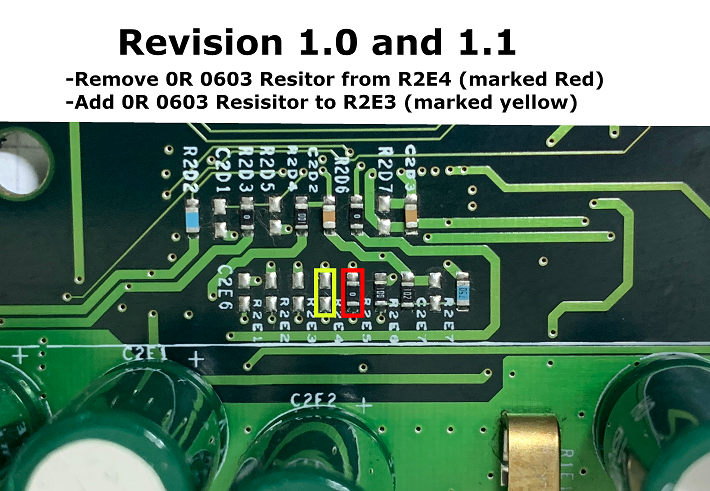 Revision 1.0 and 1.1
-Remove 0R 0603 Resitor from R2E4 (marked Red)
-Add 0R 0603 Resisitor to R2E3 (marked yellow)
R2D2
C2D1
R2D3
R2D5
R2D4
C2D2
R2D6
R2D7
C2D3
C2E6
R2E1
R2E2
R2E3
R2E4
R2E5
R2E6
C2E7
R2E7
C2E1
C2E2